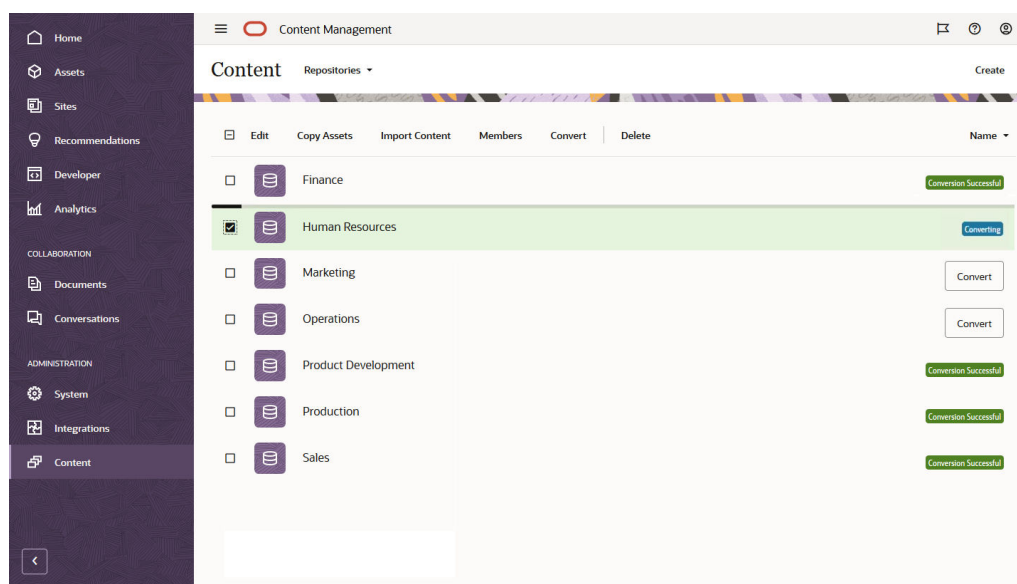 Home
Assets
Sites
Recommendations
Developer
Analytics
COLLABORATION
Documents
Conversations
ADMINISTRATION
System
Integrations
Content
Content Management
Content Repositories
Create
Edit Copy Assets Import Content Members Convert Delete Name
Finance Conversion Successful
Human Resources Converting
Marketing Convert
Operations Convert
Product Development Conversion Successful
Production Conversion Successful
Sales Conversion Successful